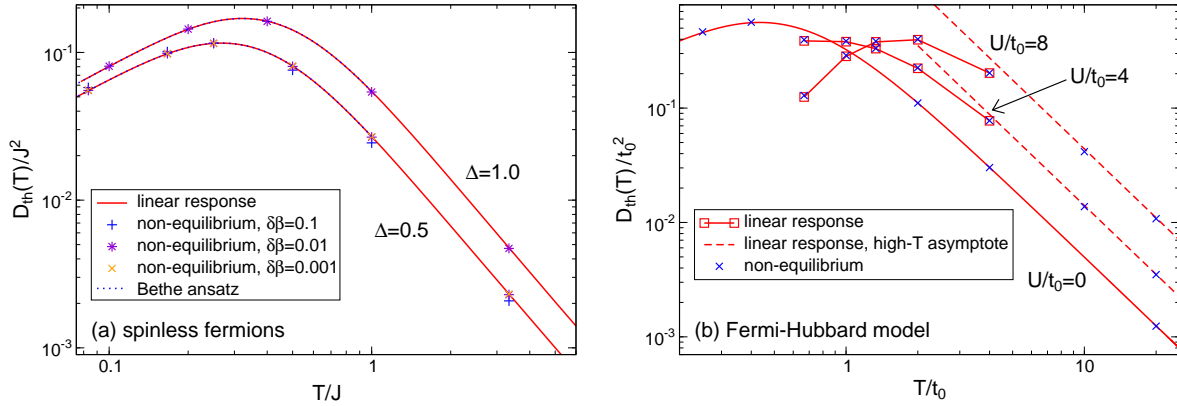 10^-1
10^-2
10^-3
D_th(T)/J^2
Δ=1.0
Δ=0.5
linear response
non-equilibrium, δβ=0.1
non-equilibrium, δβ=0.01
non-equilibrium, δβ=0.001
Bethe ansatz
(a) spinless fermions
0.1
1
T/J
10^0
10^-1
10^-2
10^-3
D_th(T)/t_0^2
U/t_0=8
U/t_0=4
linear response
linear response, high-T asymptote
non-equilibrium
U/t_0=0
(b) Fermi-Hubbard model
1
10
T/t_0